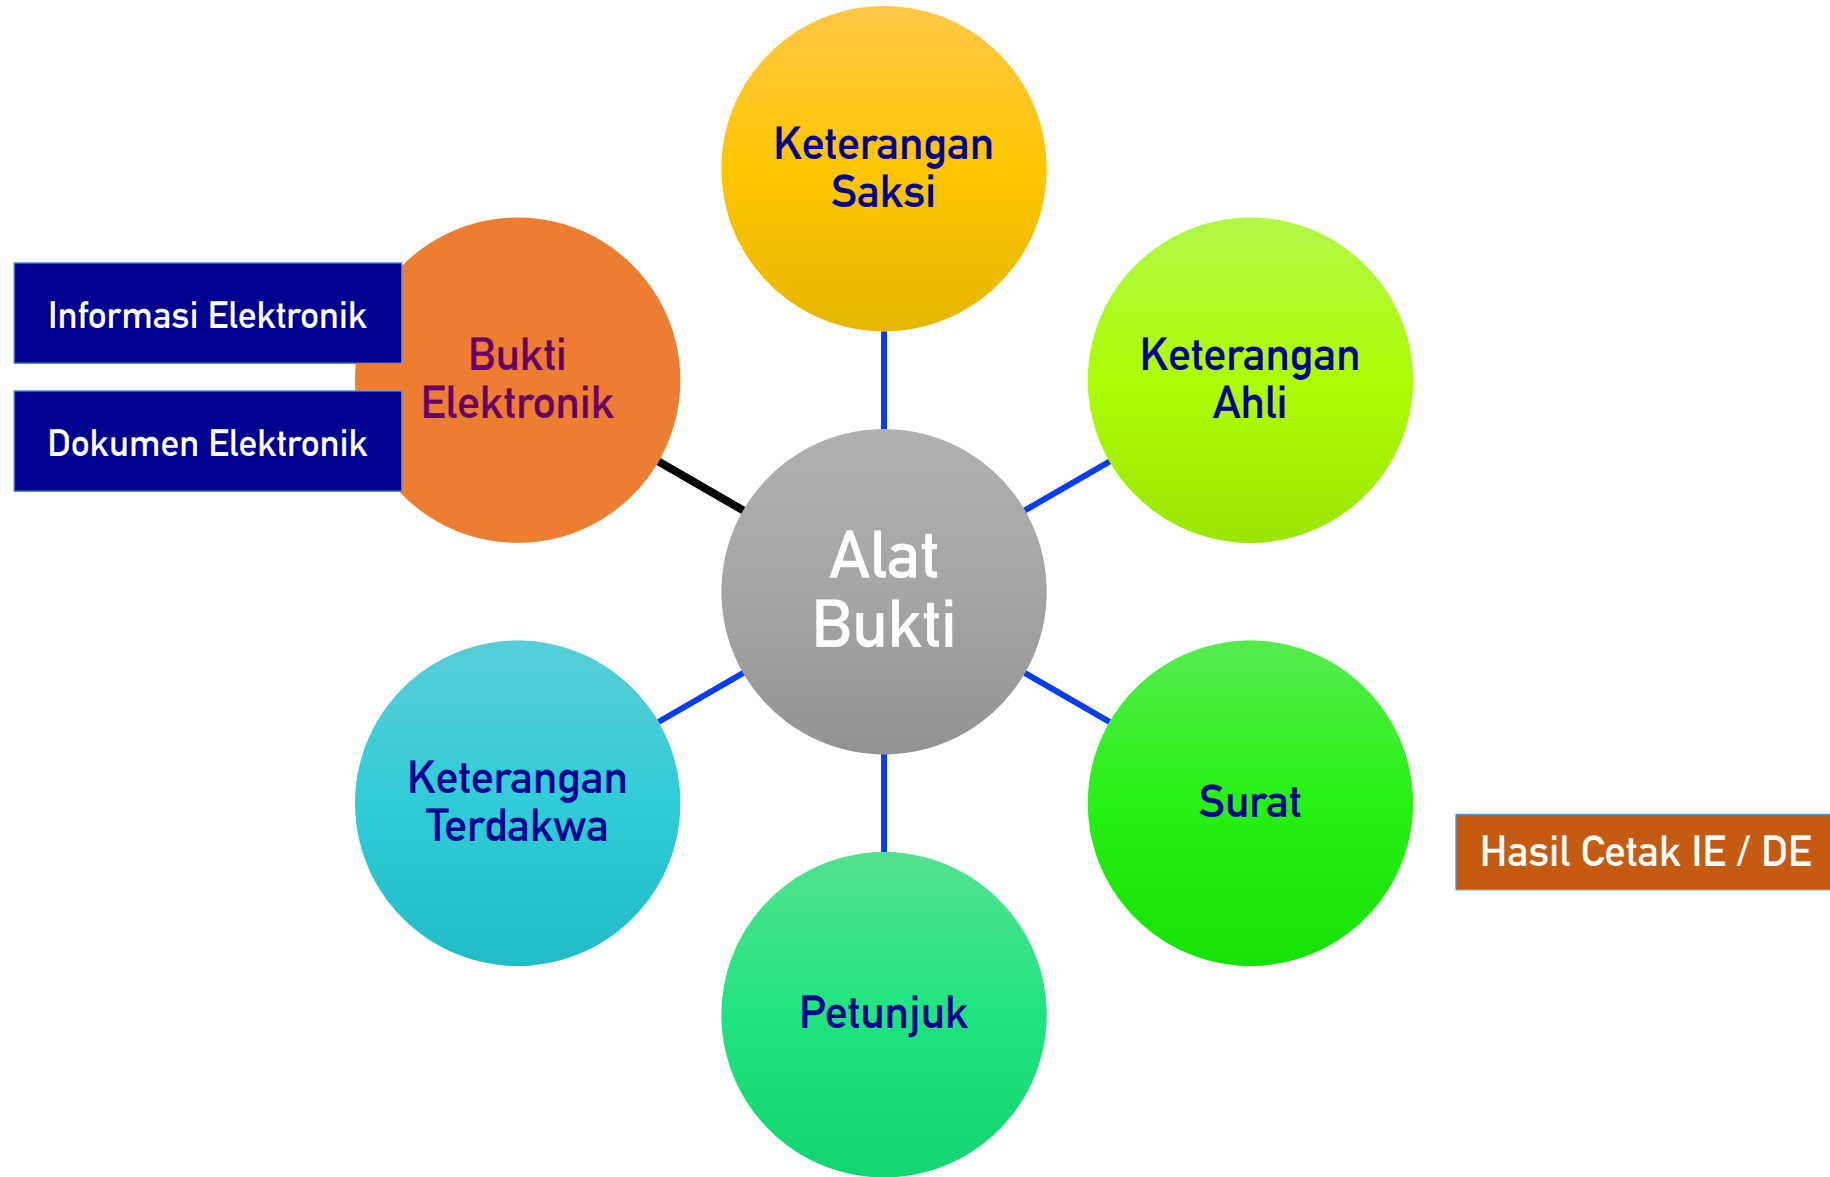 Keterangan
Saksi
Informasi Elektronik
Bukti
Elektronik
Dokumen Elektronik
Keterangan
Ahli
Alat
Bukti
Keterangan
Terdakwa
Surat
Hasil Cetak IE / DE
Petunjuk